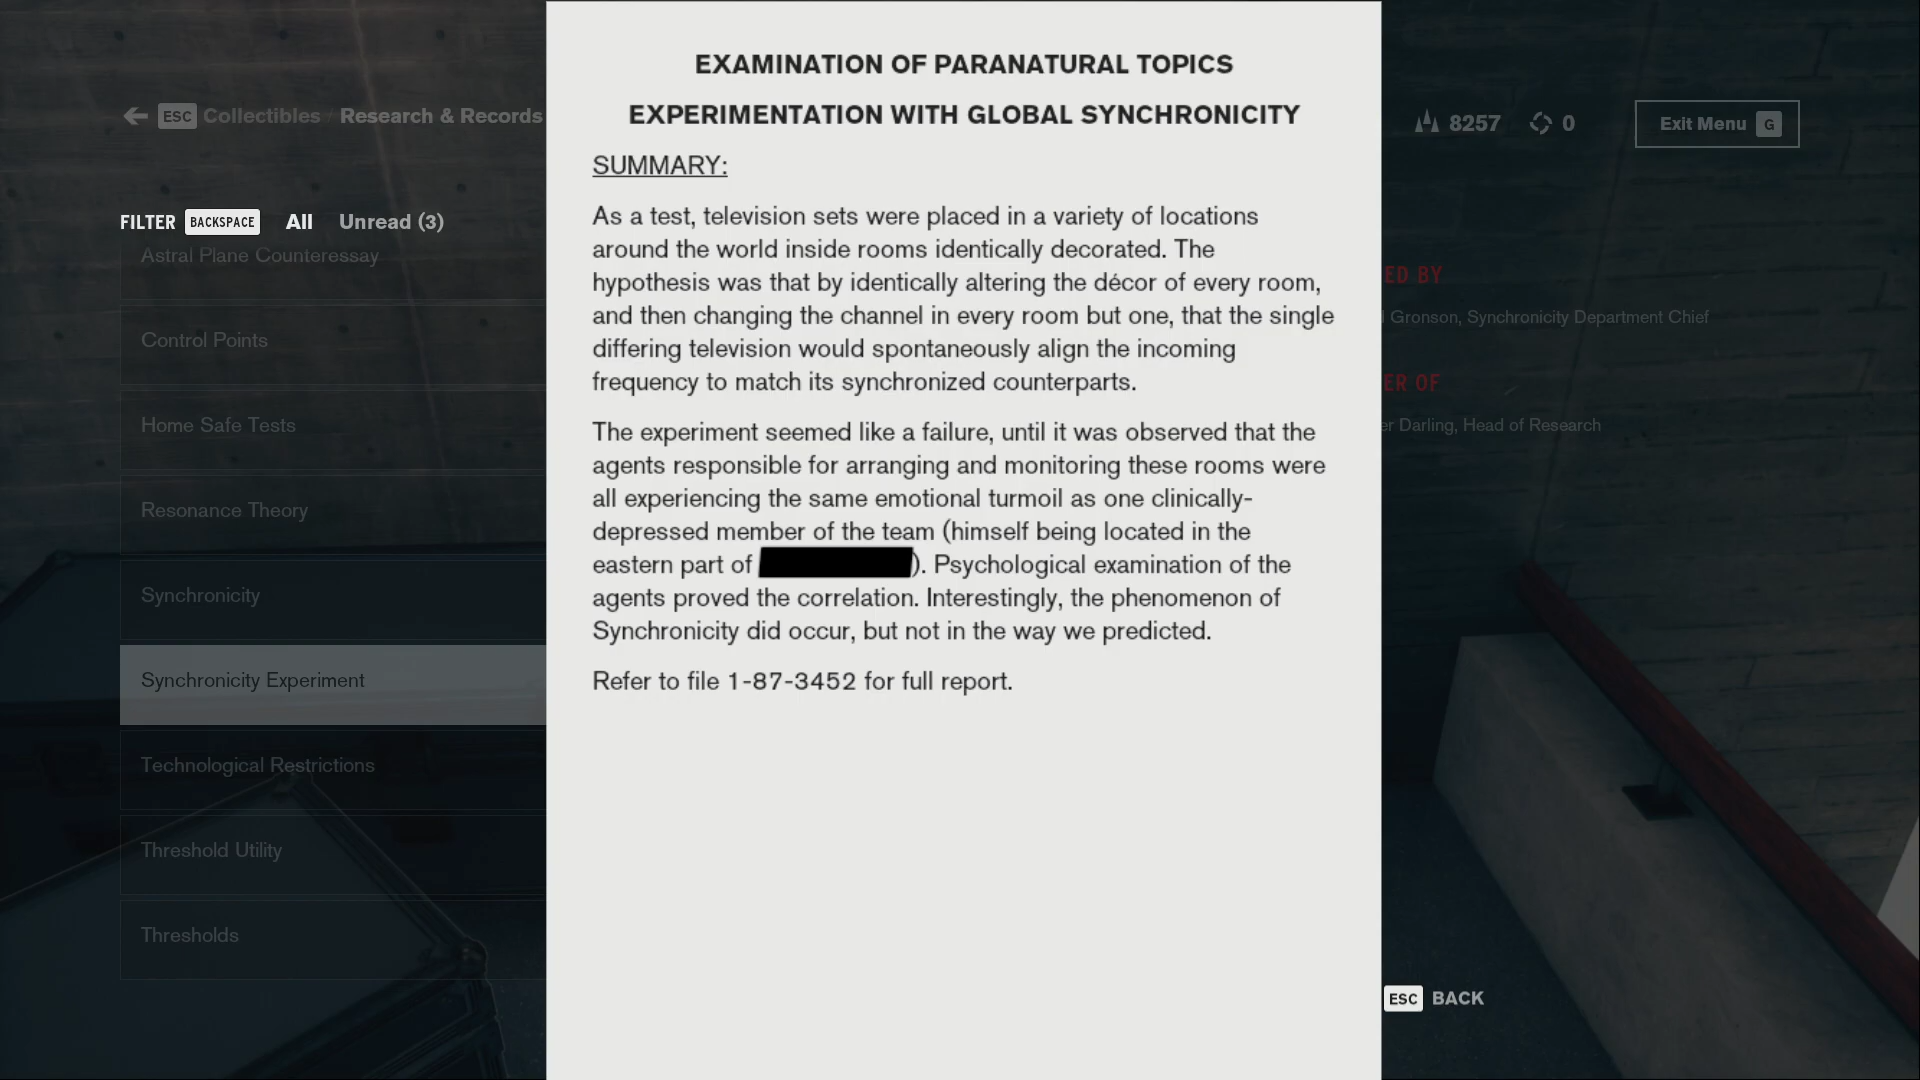 EXAMINATION OF PARANATURAL TOPICS
EXPERIMENTATION WITH GLOBAL SYNCHRONICITY
SUMMARY:
As a test, television sets were placed in a variety of locations
around the world inside rooms identically decorated. The
hypothesis was that by identically altering the décor of every room,
and then changing the channel in every room but one, that the single
differing television would spontaneously align the incoming
frequency to match its synchronized counterparts.
The experiment seemed like a failure, until it was observed that the
agents responsible for arranging and monitoring these rooms were
all experiencing the same emotional turmoil as one clinically-
depressed member of the team (himself being located in the
eastern part of ). Psychological examination of the
agents proved the correlation. Interestingly, the phenomenon of
Synchronicity did occur, but not in the way we predicted.
Refer to file 1-87-3452 for full report.
ESC Collectibles / Research & Records
FILTER BACKSPACE All Unread (3)
Astral Plane Counteressay
Control Points
Home Safe Tests
Resonance Theory
Synchronicity
Synchronicity Experiment
Technological Restrictions
Threshold Utility
Thresholds
8257 0 Exit Menu G
ED BY
Gronson, Synchronicity Department Chief
ER OF
er Darling, Head of Research
ESC BACK